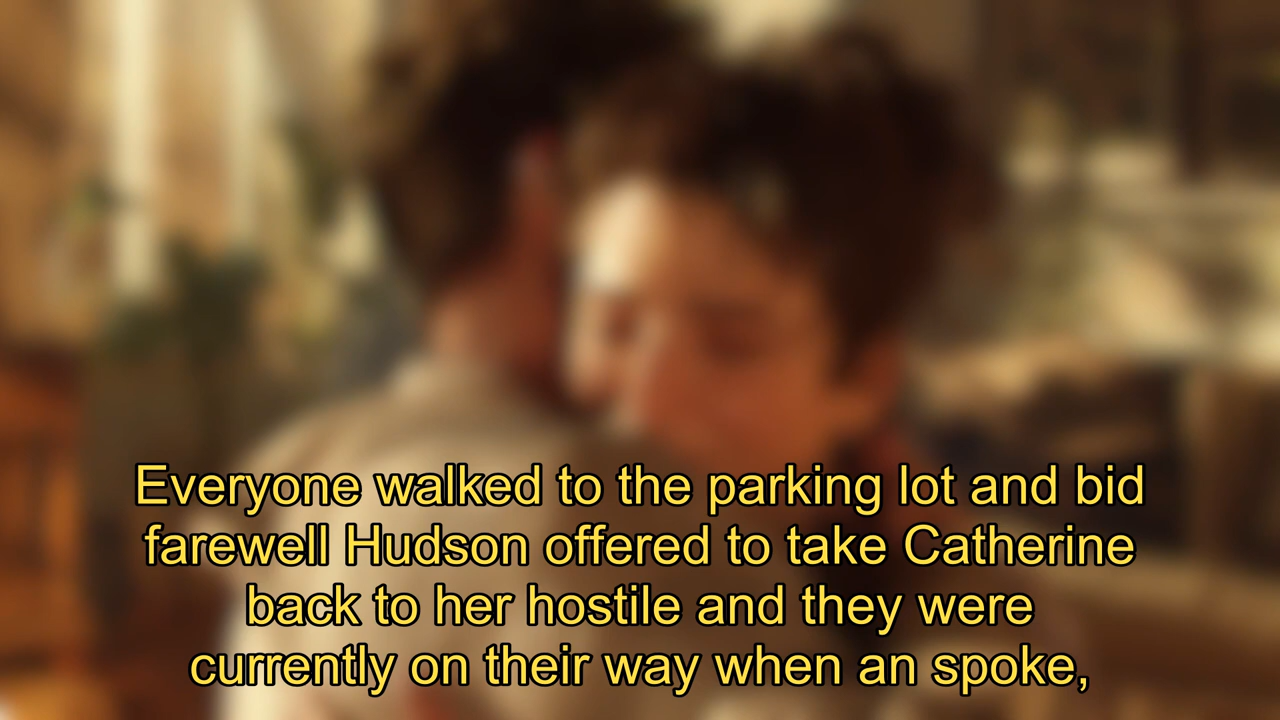 Everyone walked to the parking lot and bid
farewell Hudson offered to take Catherine
back to her hostile and they were
currently on their way when an spoke,